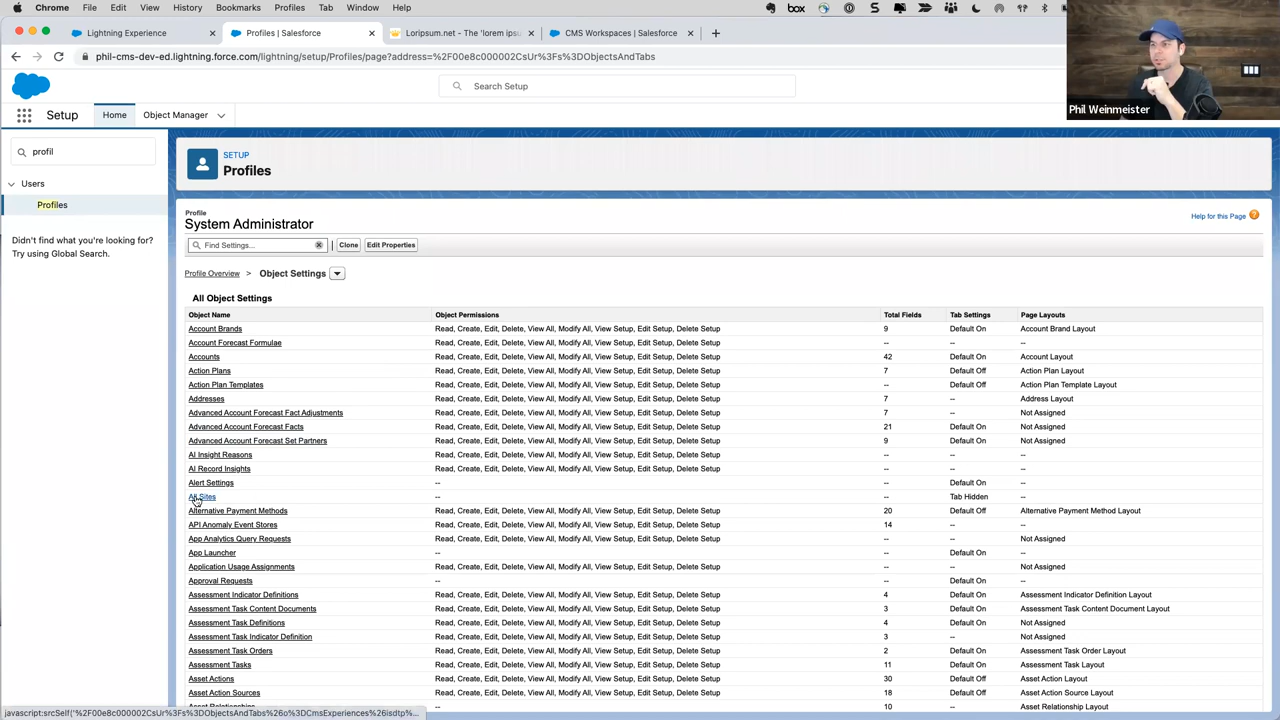 Chrome File Edit View History Bookmarks Profiles Tab Window Help
box
Lightning Experience
Profiles | Salesforce
Loripsum.net - The 'lorem ipsu
CMS Workspaces | Salesforce
phil-cms-dev-ed.lightning.force.com/lightning/setup/Profiles/page?address=%2F00e8c000002CsUr%3Fs%3DObjectsAndTabs
Search Setup
Phil Weinmeister
Setup Home Object Manager
profil
Users
Profiles
Didn't find what you're looking for?
Try using Global Search.
SETUP
Profiles
Profile
System Administrator
Help for this Page ?
Find Settings... | Clone Edit Properties
Profile Overview > Object Settings
All Object Settings
Object Name Object Permissions Total Fields Tab Settings Page Layouts
Account Brands Read, Create, Edit, Delete, View All, Modify All, View Setup, Edit Setup, Delete Setup 9 Default On Account Brand Layout
Account Forecast Formulae Read, Create, Edit, Delete, View All, Modify All, View Setup, Edit Setup, Delete Setup -- -- --
Accounts Read, Create, Edit, Delete, View All, Modify All, View Setup, Edit Setup, Delete Setup 42 Default On Account Layout
Action Plans Read, Create, Edit, Delete, View All, Modify All, View Setup, Edit Setup, Delete Setup 7 Default Off Action Plan Layout
Action Plan Templates Read, Create, Edit, Delete, View All, Modify All, View Setup, Edit Setup, Delete Setup -- Default Off Action Plan Template Layout
Addresses Read, Create, Edit, Delete, View All, Modify All, View Setup, Edit Setup, Delete Setup 7 -- Address Layout
Advanced Account Forecast Fact Adjustments Read, Create, Edit, Delete, View All, Modify All, View Setup, Edit Setup, Delete Setup 7 -- Not Assigned
Advanced Account Forecast Facts Read, Create, Edit, Delete, View All, Modify All, View Setup, Edit Setup, Delete Setup 21 Default On Not Assigned
Advanced Account Forecast Set Partners Read, Create, Edit, Delete, View All, Modify All, View Setup, Edit Setup, Delete Setup 9 Default On Not Assigned
AI Insight Reasons Read, Create, Edit, Delete, View All, Modify All, View Setup, Edit Setup, Delete Setup -- -- --
AI Record Insights Read, Create, Edit, Delete, View All, Modify All, View Setup, Edit Setup, Delete Setup -- -- --
Alert Settings -- -- Default On --
All Sites -- -- Tab Hidden --
Alternative Payment Methods Read, Create, Edit, Delete, View All, Modify All, View Setup, Edit Setup, Delete Setup 20 Default Off Alternative Payment Method Layout
API Anomaly Event Stores Read, Create, Edit, Delete, View All, Modify All, View Setup, Edit Setup, Delete Setup 14 -- --
App Analytics Query Requests Read, Create, Edit, Delete, View All, Modify All, View Setup, Edit Setup, Delete Setup -- -- Not Assigned
App Launcher -- -- Default On --
Application Usage Assignments Read, Create, Edit, Delete, View All, Modify All, View Setup, Edit Setup, Delete Setup -- -- Not Assigned
Approval Requests -- -- Default On --
Assessment Indicator Definitions Read, Create, Edit, Delete, View All, Modify All, View Setup, Edit Setup, Delete Setup 4 Default On Assessment Indicator Definition Layout
Assessment Task Content Documents Read, Create, Edit, Delete, View All, Modify All, View Setup, Edit Setup, Delete Setup 3 Default On Assessment Task Content Document Layout
Assessment Task Definitions Read, Create, Edit, Delete, View All, Modify All, View Setup, Edit Setup, Delete Setup 4 Default On Not Assigned
Assessment Task Indicator Definition Read, Create, Edit, Delete, View All, Modify All, View Setup, Edit Setup, Delete Setup 3 -- Not Assigned
Assessment Task Orders Read, Create, Edit, Delete, View All, Modify All, View Setup, Edit Setup, Delete Setup 2 Default On Assessment Task Order Layout
Assessment Tasks Read, Create, Edit, Delete, View All, Modify All, View Setup, Edit Setup, Delete Setup 11 Default On Assessment Task Layout
Asset Actions Read, Create, Edit, Delete, View All, Modify All, View Setup, Edit Setup, Delete Setup 30 Default Off Asset Action Layout
Asset Action Sources Read, Create, Edit, Delete, View All, Modify All, View Setup, Edit Setup, Delete Setup 18 Default Off Asset Action Source Layout
Asset Relationships Read, Create, Edit, Delete, View All, Modify All, View Setup, Edit Setup, Delete Setup 10 -- Asset Relationship Layout
javascript:srcSelf('%2F00e8c000002CsUr%3Fs%3DObjectsAndTabs%26o%3DCmsExperiences%26isdtp%...